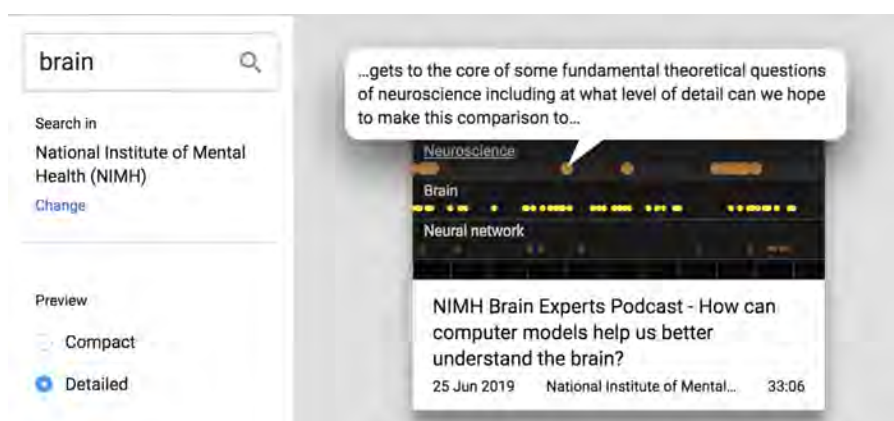 brain
Search in
National Institute of Mental
Health (NIMH)
Change
Preview
Compact
Detailed
...gets to the core of some fundamental theoretical questions
of neuroscience including at what level of detail can we hope
to make this comparison to...
Neuroscience
Brain
Neural network
NIMH Brain Experts Podcast - How can
computer models help us better
understand the brain?
25 Jun 2019 National Institute of Mental... 33:06